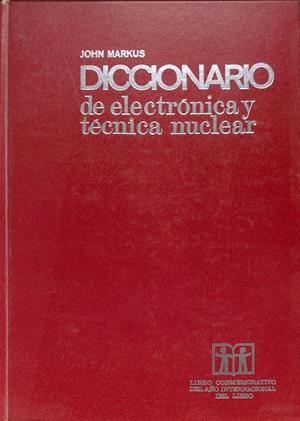 JOHN MARKUS
DICCIONARIO
de electrónica y
técnica nuclear
LIBRO CONMEMORATIVO
DEL AÑO INTERNACIONAL
DEL LIBRO